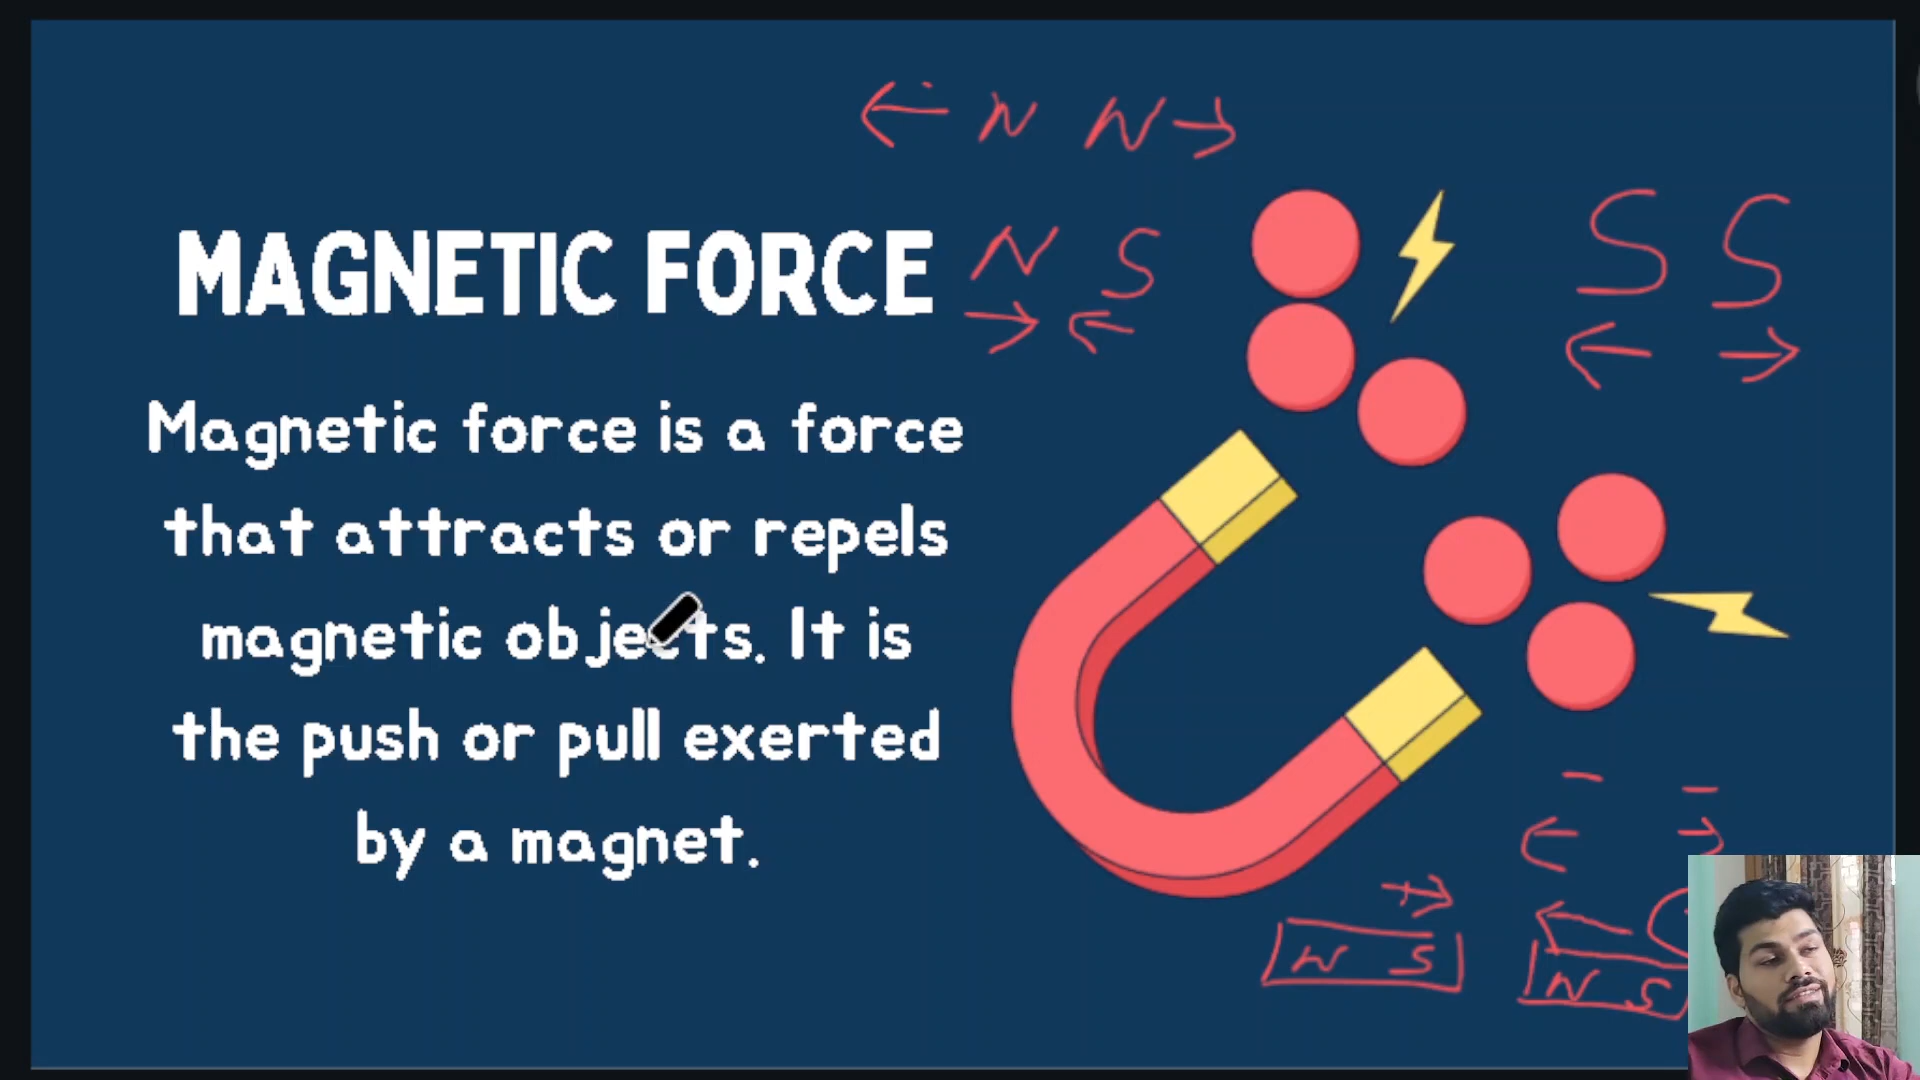 N N
MAGNETIC FORCE
N S
S S
Magnetic force is a force
that attracts or repels
magnetic objects. It is
the push or pull exerted
by a magnet.
N S
N S